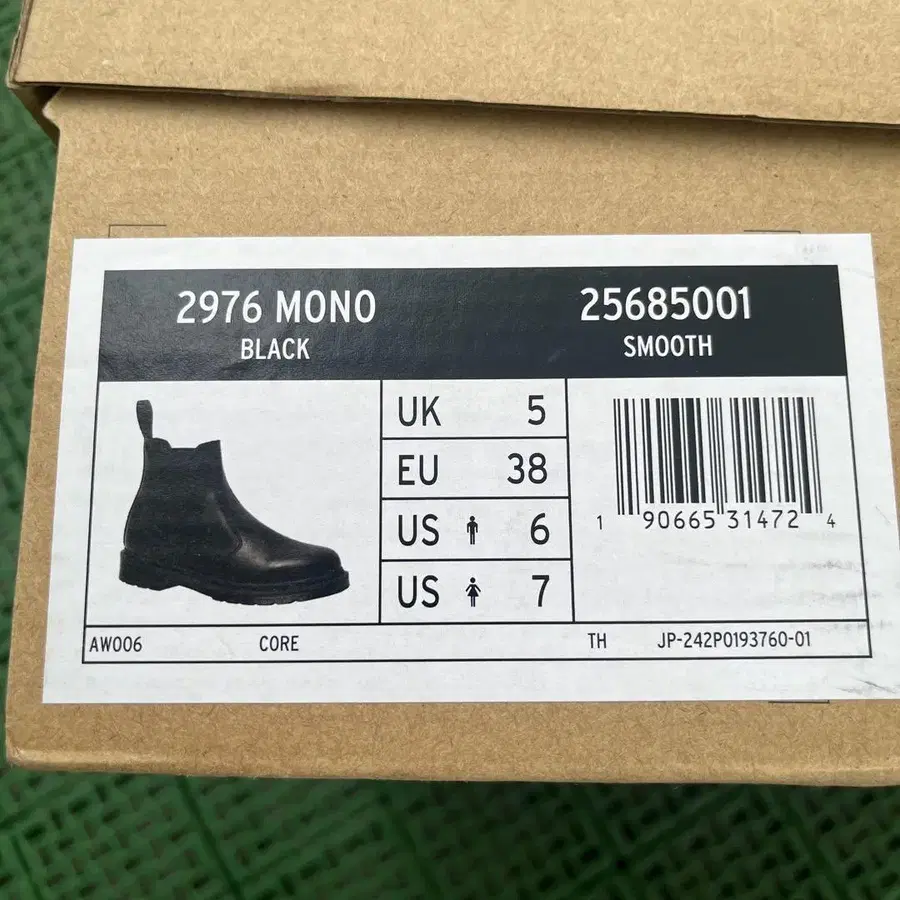 2976 MONO
BLACK
25685001
SMOOTH
UK 5
EU 38
US 6
US 7
1 90665 31472 4
AW006 CORE TH JP-242P0193760-01